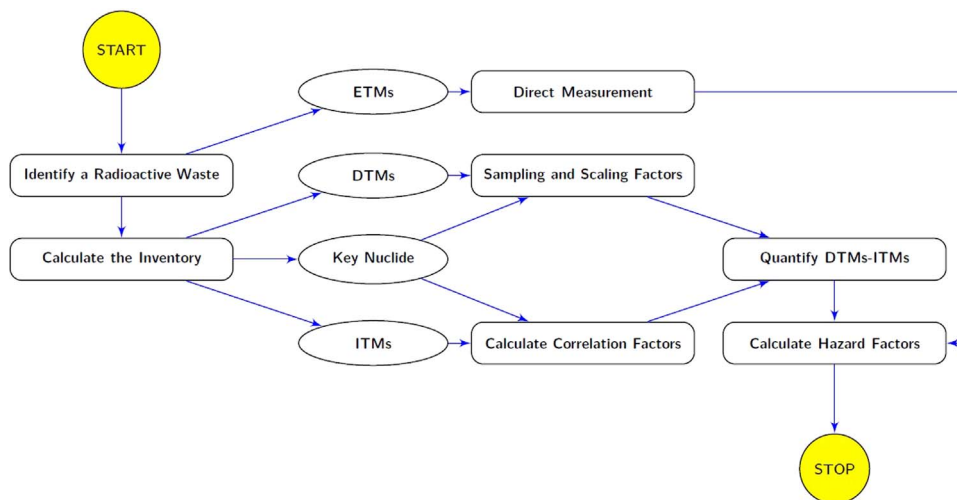 START
ETMs
Direct Measurement
Identify a Radioactive Waste
DTMs
Sampling and Scaling Factors
Calculate the Inventory
Key Nuclide
Quantify DTMs-ITMs
ITMs
Calculate Correlation Factors
Calculate Hazard Factors
STOP